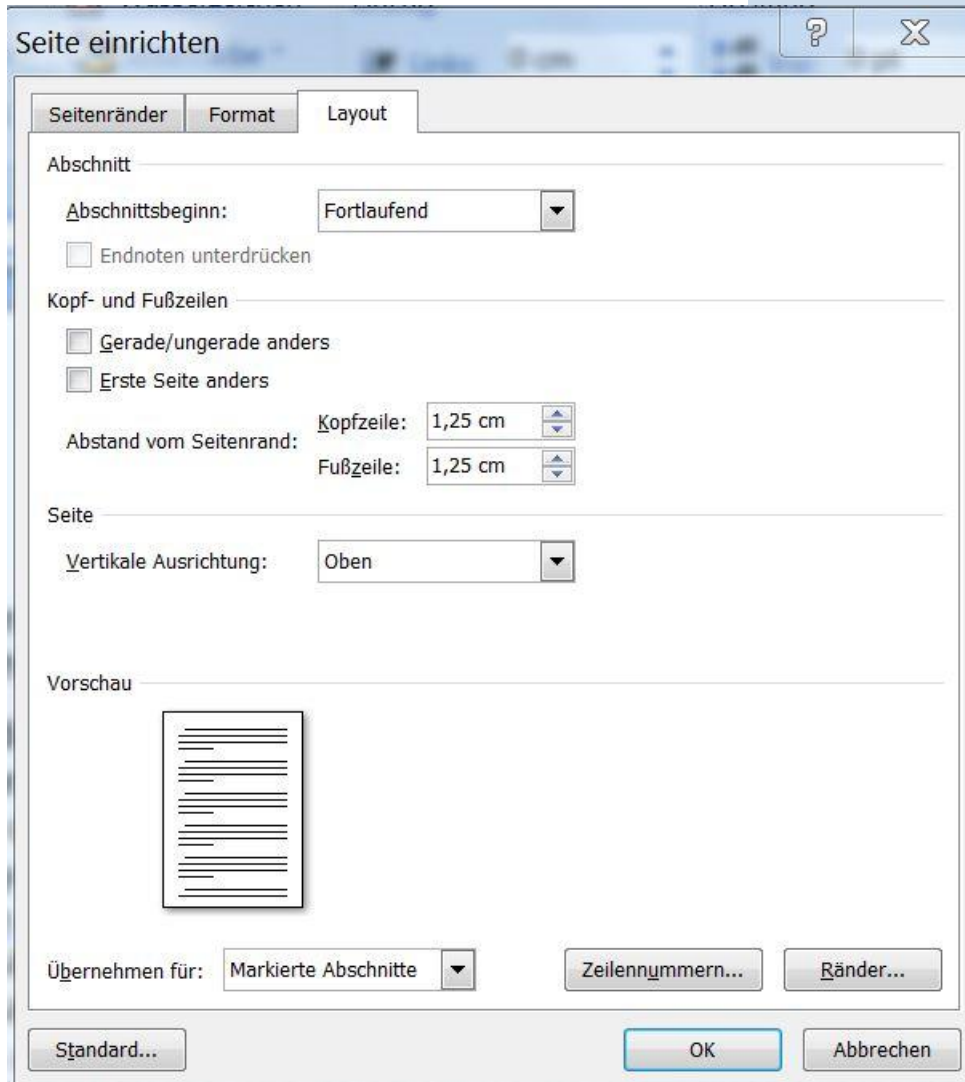 Seite einrichten
Seitenränder Format Layout
Abschnitt
Abschnittsbeginn: Fortlaufend
Endnoten unterdrücken
Kopf- und Fußzeilen
Gerade/ungerade anders
Erste Seite anders
Abstand vom Seitenrand: Kopfzeile: 1,25 cm
Fußzeile: 1,25 cm
Seite
Vertikale Ausrichtung: Oben
Vorschau
Übernehmen für: Markierte Abschnitte Zeilennummern... Ränder...
Standard... OK Abbrechen